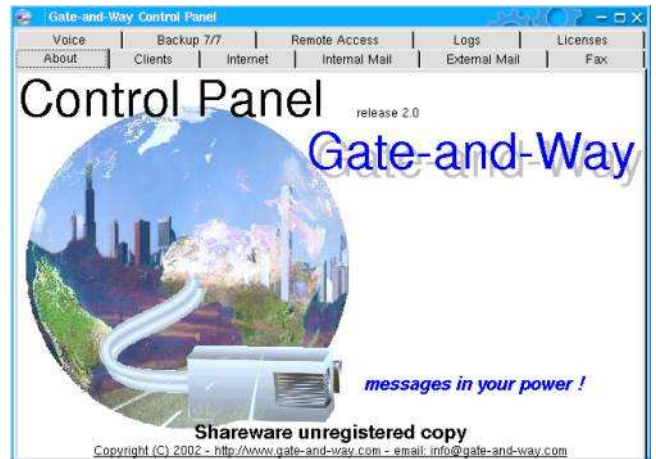 Gate-and-Way Control Panel
Voice Backup 7/7 Remote Access Logs Licenses
About Clients Internet Internal Mail External Mail Fax
Control Panel release 2.0
Gate-and-Way
messages in your power !
Shareware unregistered copy
Copyright (C) 2002 - http://www.gate-and-way.com - email: info@gate-and-way.com